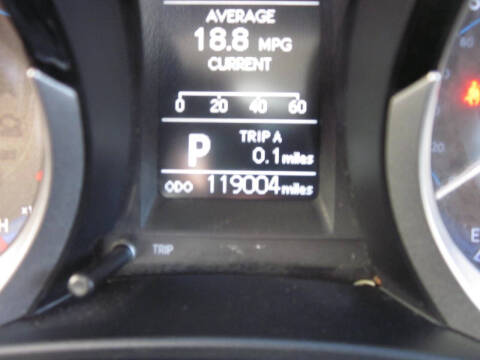 AVERAGE
18.8 MPG
CURRENT
0 20 40 60
P
TRIP A
0.1 miles
ODO 119004 miles
TRIP